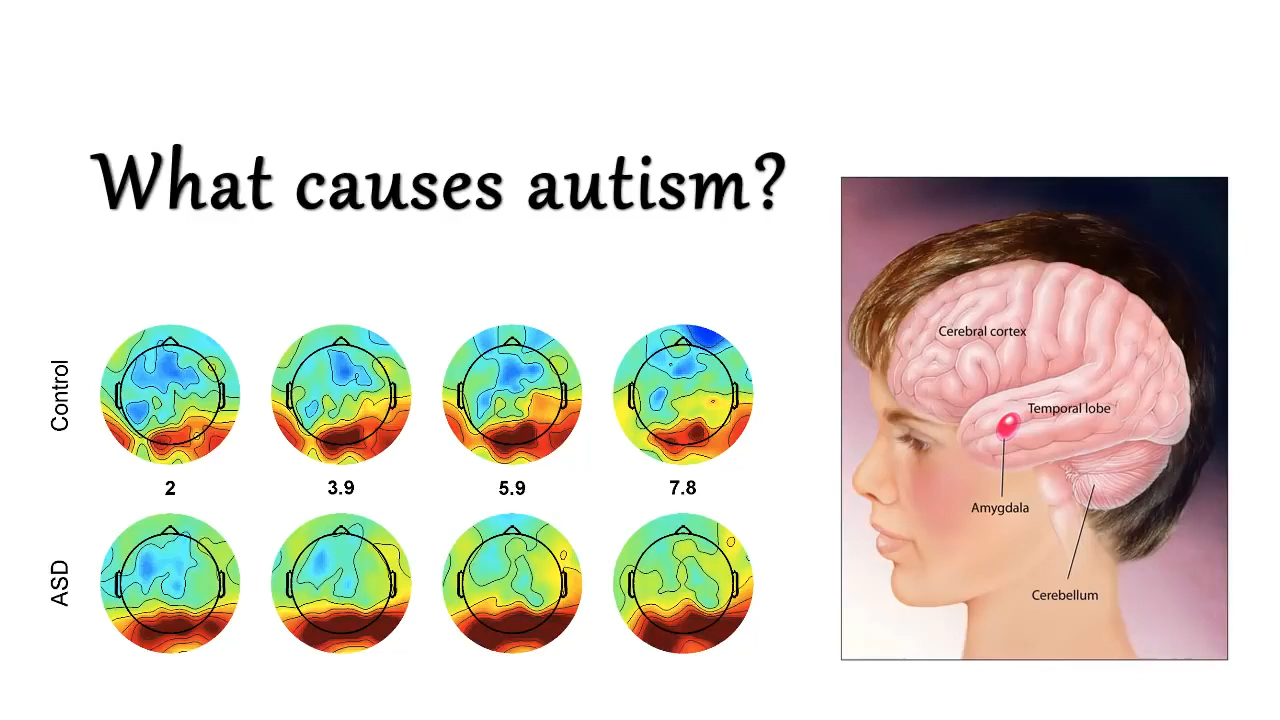 What causes autism?
Control
2 3.9 5.9 7.8
ASD
Cerebral cortex
Temporal lobe
Amygdala
Cerebellum